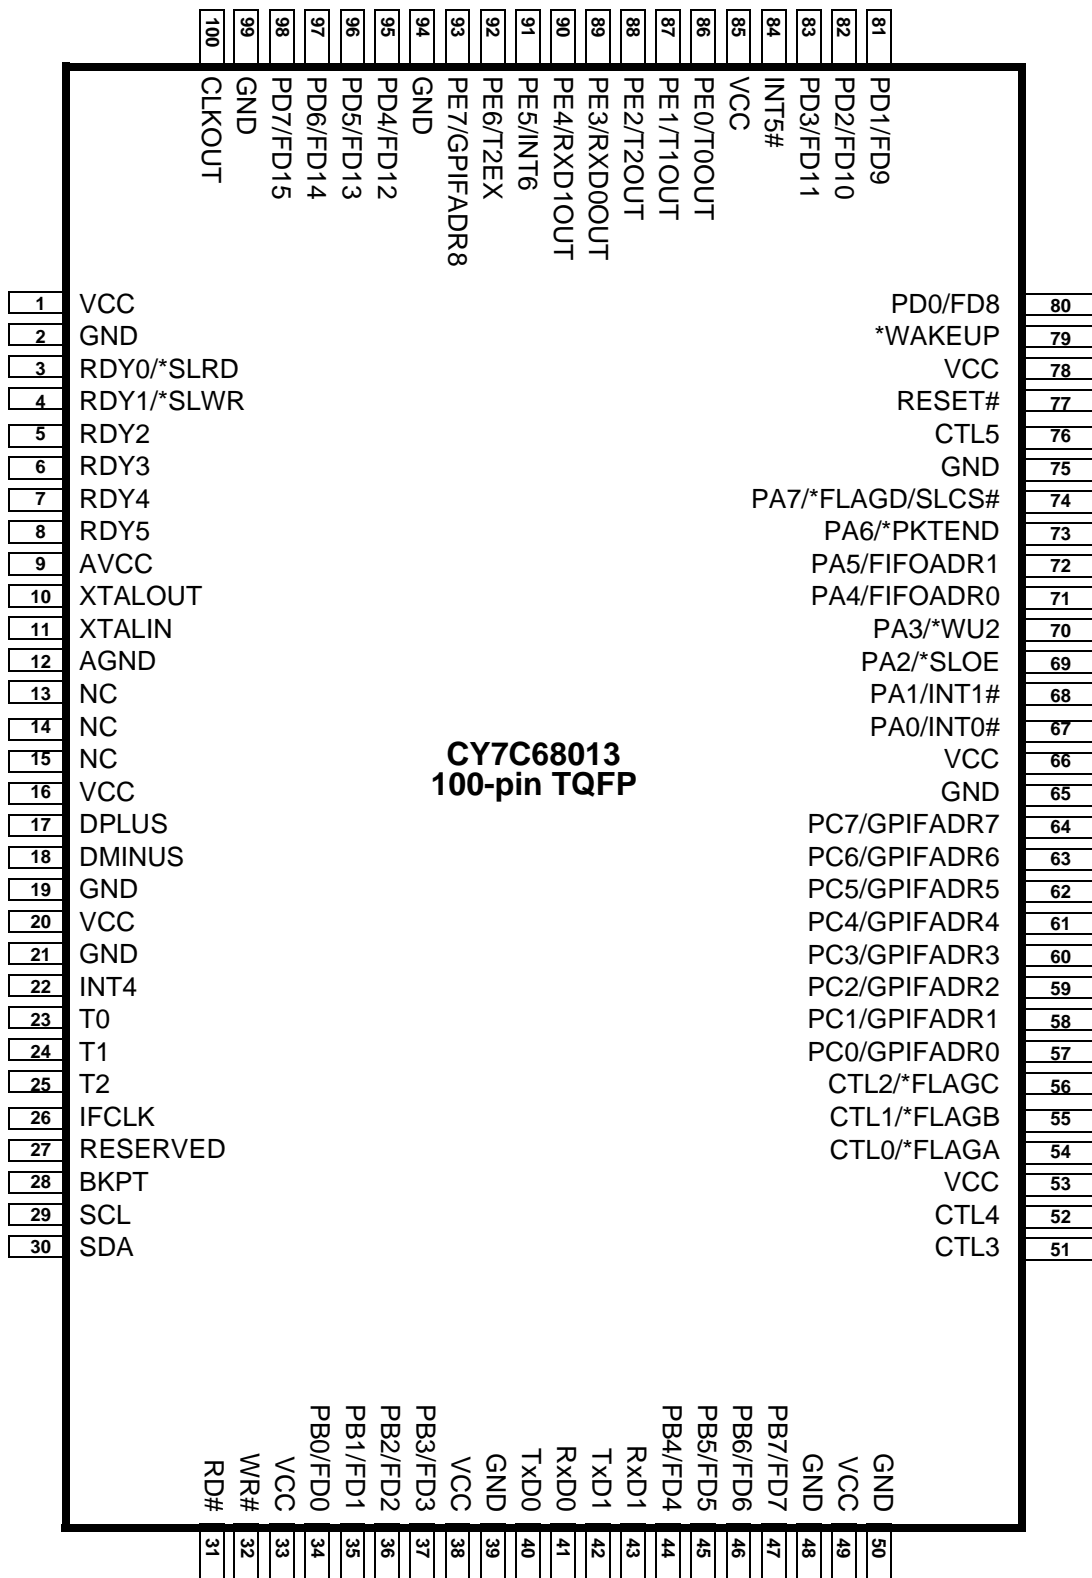 100 99 98 97 96 95 94 93 92 91 90 89 88 87 86 85 84 83 82 81
CLKOUT
GND
PD7/FD15
PD6/FD14
PD5/FD13
PD4/FD12
GND
PE7/GPIFADR8
PE6/T2EX
PE5/INT6
PE4/RXD1OUT
PE3/RXD0OUT
PE2/T2OUT
PE1/T1OUT
PE0/T0OUT
VCC
INT5#
PD3/FD11
PD2/FD10
PD1/FD9
1 VCC
2 GND
3 RDY0/*SLRD
4 RDY1/*SLWR
5 RDY2
6 RDY3
7 RDY4
8 RDY5
9 AVCC
10 XTALOUT
11 XTALIN
12 AGND
13 NC
14 NC
15 NC
16 VCC
17 DPLUS
18 DMINUS
19 GND
20 VCC
21 GND
22 INT4
23 T0
24 T1
25 T2
26 IFCLK
27 RESERVED
28 BKPT
29 SCL
30 SDA
CY7C68013
100-pin TQFP
PD0/FD8 80
*WAKEUP 79
VCC 78
RESET# 77
CTL5 76
GND 75
PA7/*FLAGD/SLCS# 74
PA6/*PKTEND 73
PA5/FIFOADR1 72
PA4/FIFOADR0 71
PA3/*WU2 70
PA2/*SLOE 69
PA1/INT1# 68
PA0/INT0# 67
VCC 66
GND 65
PC7/GPIFADR7 64
PC6/GPIFADR6 63
PC5/GPIFADR5 62
PC4/GPIFADR4 61
PC3/GPIFADR3 60
PC2/GPIFADR2 59
PC1/GPIFADR1 58
PC0/GPIFADR0 57
CTL2/*FLAGC 56
CTL1/*FLAGB 55
CTL0/*FLAGA 54
VCC 53
CTL4 52
CTL3 51
RD#
WR#
VCC
PB0/FD0
PB1/FD1
PB2/FD2
PB3/FD3
VCC
GND
TxD0
RxD0
TxD1
RxD1
PB4/FD4
PB5/FD5
PB6/FD6
PB7/FD7
GND
VCC
GND
31 32 33 34 35 36 37 38 39 40 41 42 43 44 45 46 47 48 49 50